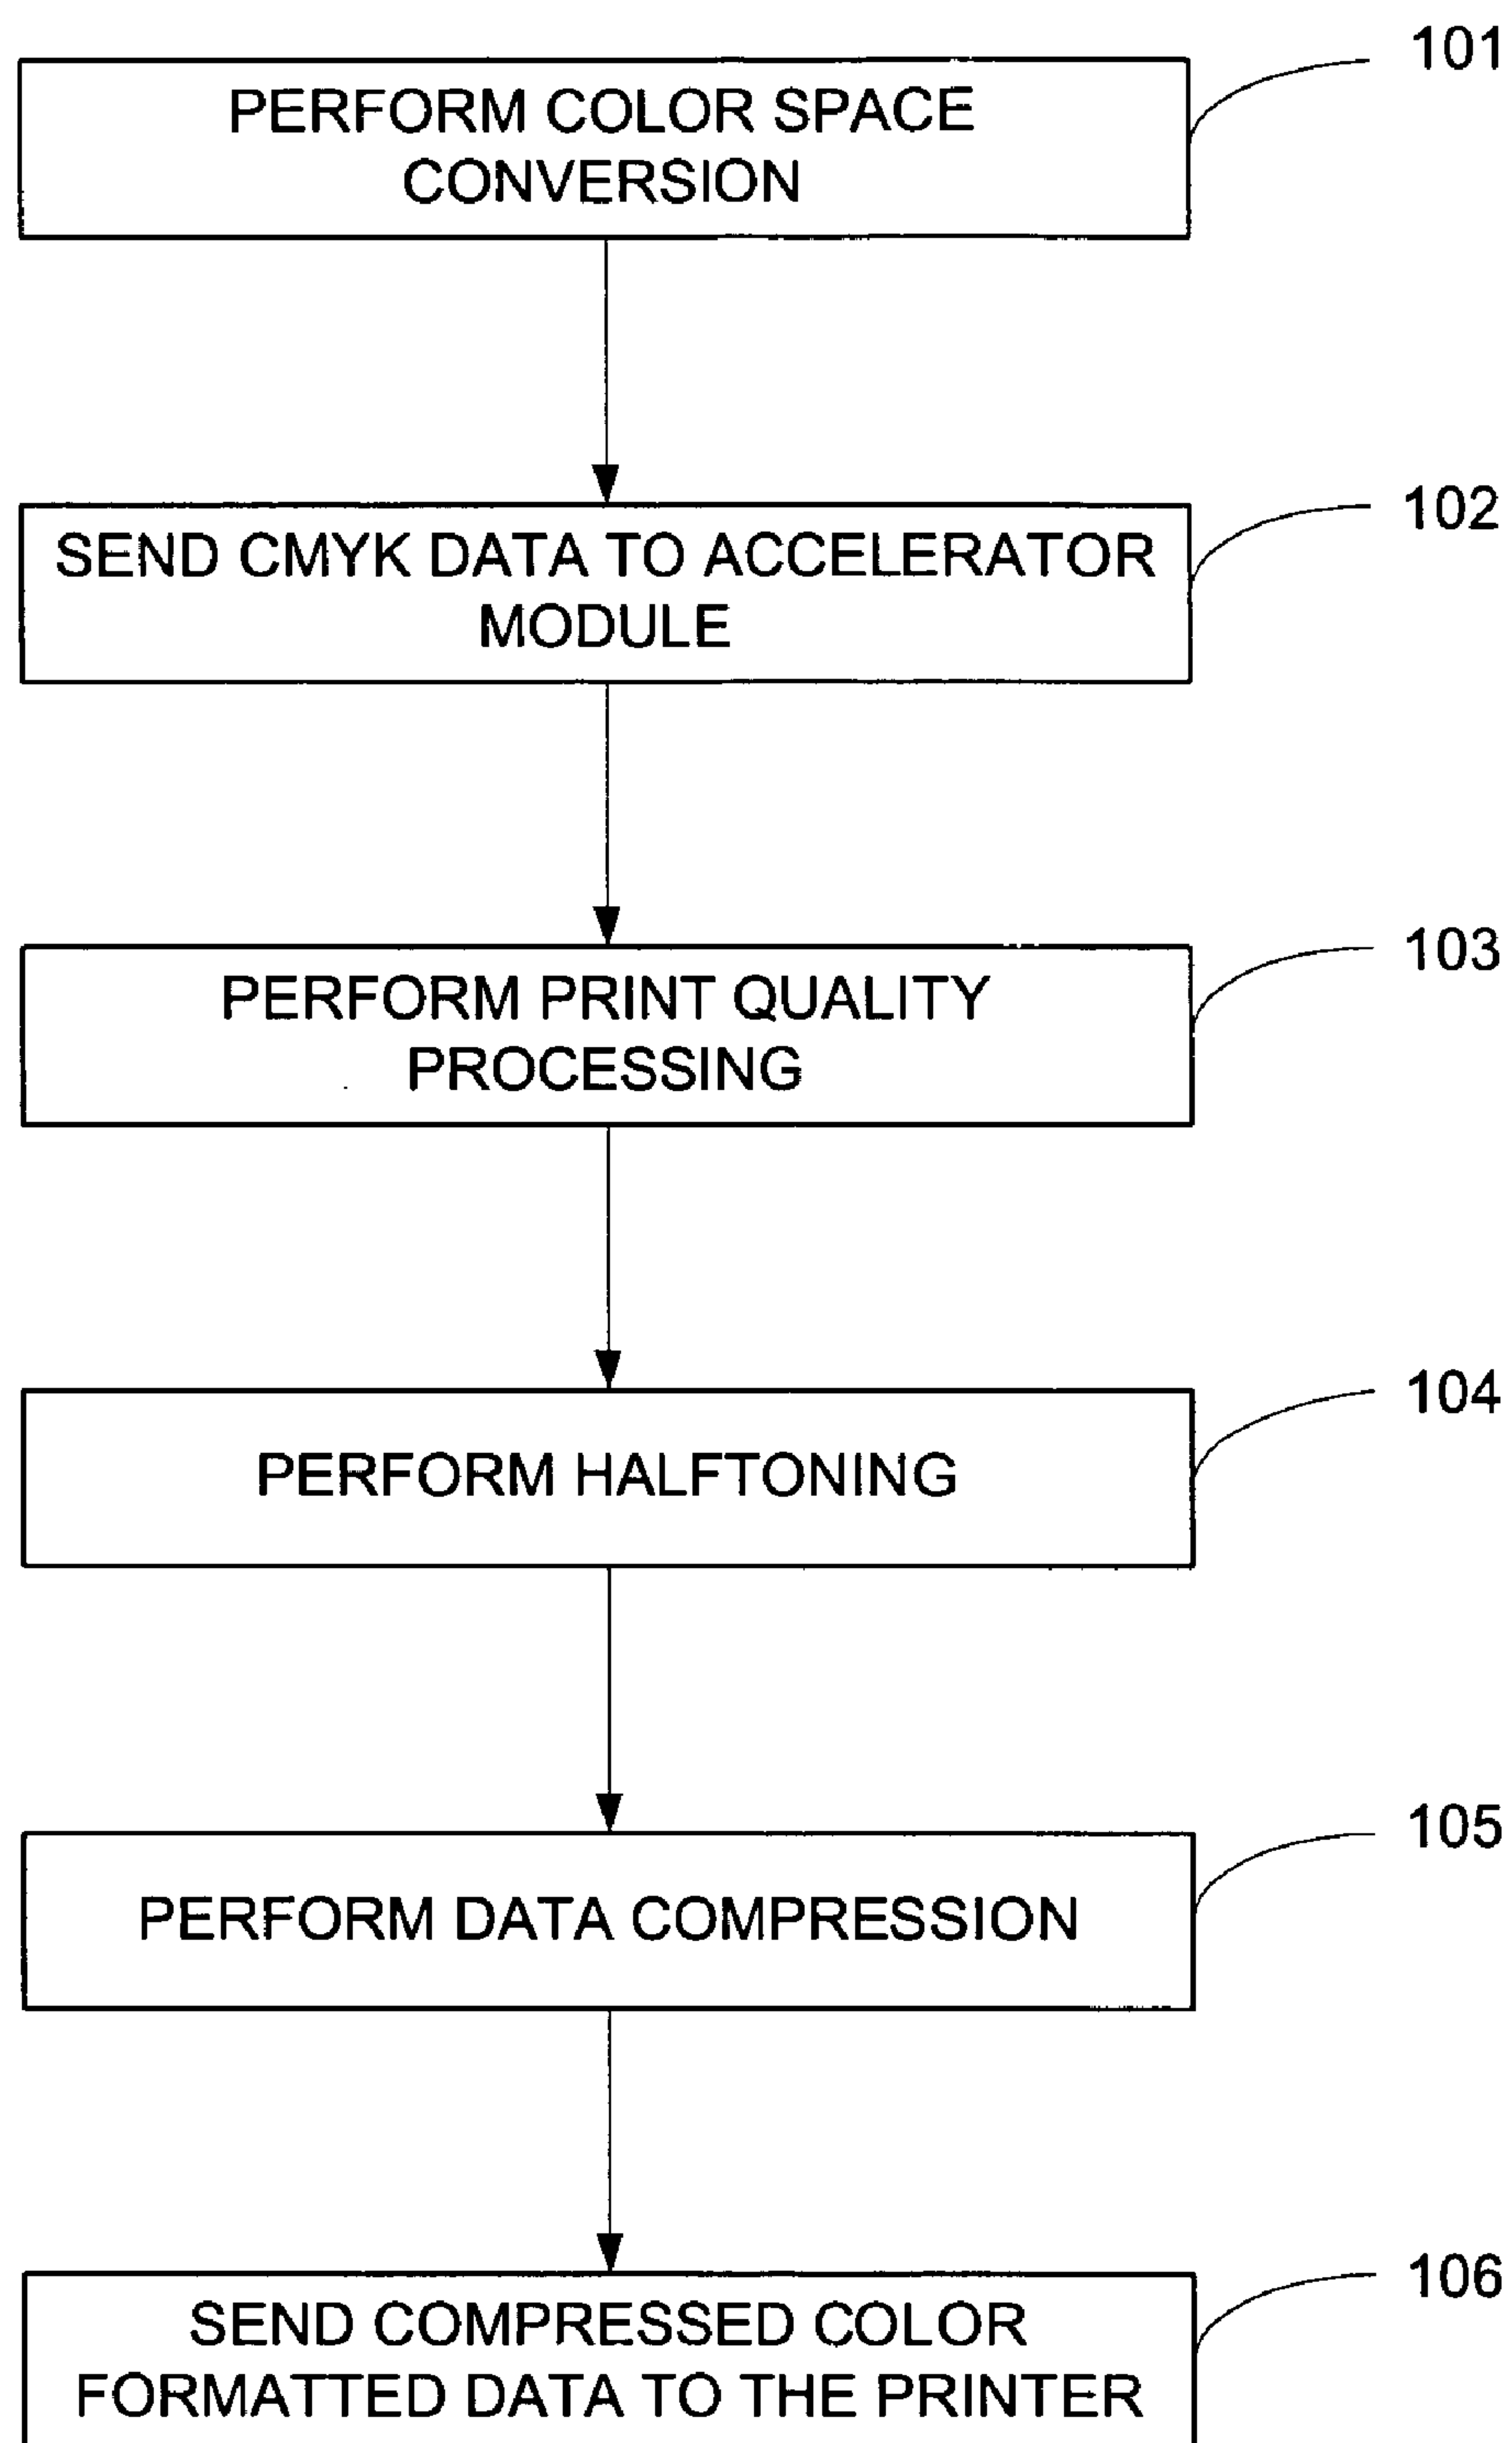 101
PERFORM COLOR SPACE
CONVERSION
102
SEND CMYK DATA TO ACCELERATOR
MODULE
103
PERFORM PRINT QUALITY
PROCESSING
104
PERFORM HALFTONING
105
PERFORM DATA COMPRESSION
106
SEND COMPRESSED COLOR
FORMATTED DATA TO THE PRINTER